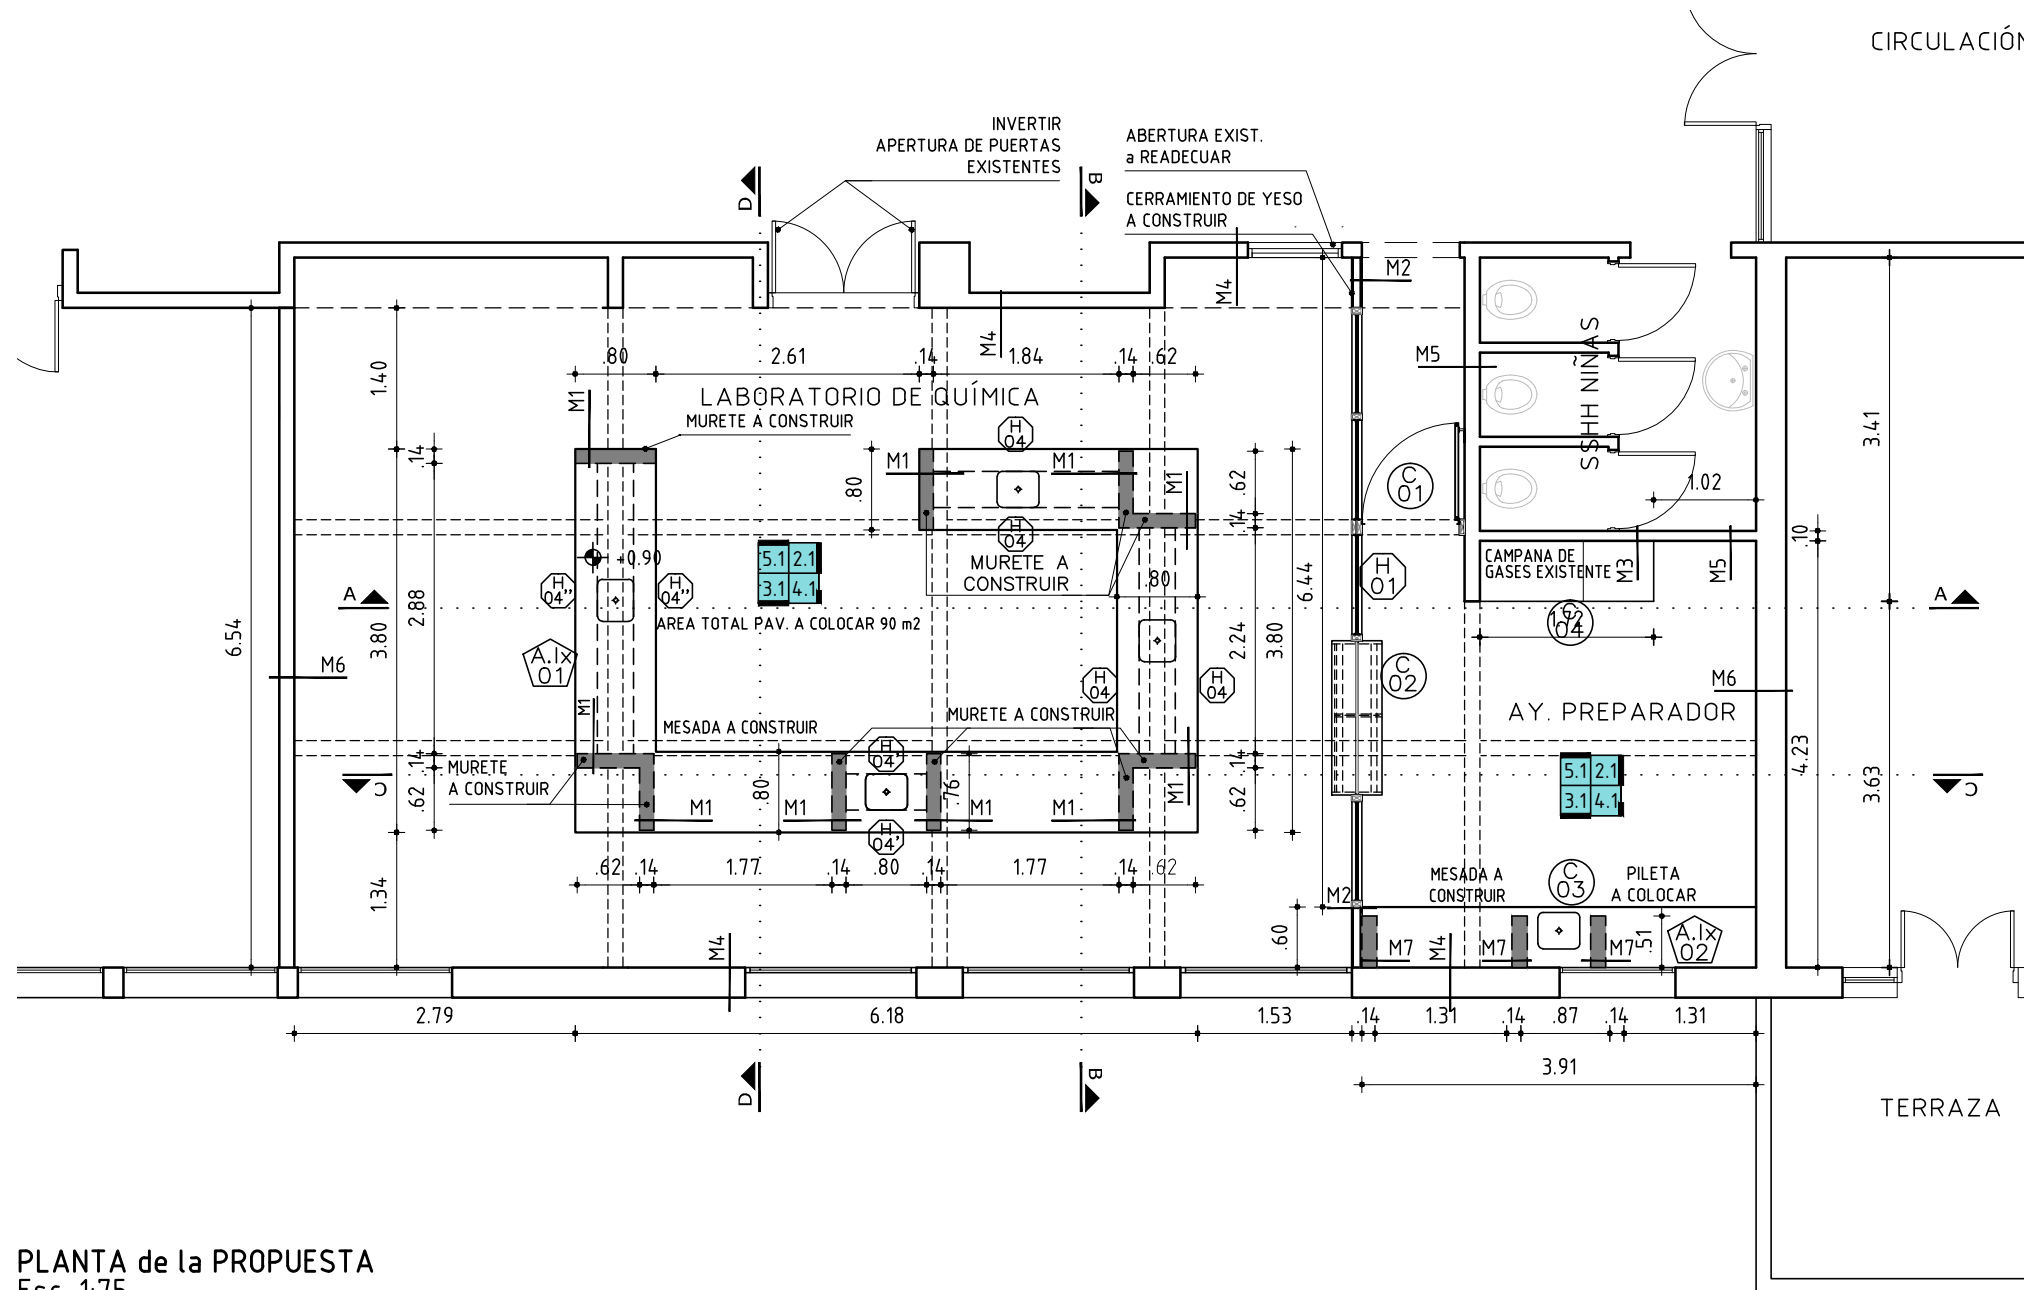 CIRCULACIÓN
INVERTIR
APERTURA DE PUERTAS
EXISTENTES
ABERTURA EXIST.
a READECUAR
CERRAMIENTO DE YESO
A CONSTRUIR
D
B
M4
M2
M4
M5
.80
2.61
.14
1.84
.14
.62
1.40
M1
LABORATORIO DE QUÍMICA
MURETE A CONSTRUIR
SSHH NIÑAS
3.41
.14
H
04
M1
M1
M1
.80
.62
.14
C
01
1.02
.10
H
04
MURETE A
CONSTRUIR
.80
+0.90
5.1 2.1
3.1 4.1
H
04''
H
04''
AREA TOTAL PAV. A COLOCAR 90 m2
H
01
6.44
CAMPANA DE
GASES EXISTENTE
M3
M5
A
A
2.88
3.80
6.54
2.24
3.80
C
04
1.72
M6
A.Ix
01
M1
H
04
H
04
C
02
M6
AY. PREPARADOR
MESADA A CONSTRUIR
MURETE A CONSTRUIR
H
04'
5.1 2.1
3.1 4.1
4.23
3.63
MURETE
A CONSTRUIR
.14
.62
C
C
.80
.76
M1
M1
M1
M1
M1
.14
.62
H
04'
.62
.14
1.77
.14
.80
.14
1.77
.14
.62
1.34
MESADA A
CONSTRUIR
C
03
PILETA
A COLOCAR
M2
.60
M4
M7
M4
M7
M7
.51
A.Ix
02
2.79
6.18
1.53
.14
1.31
.14
.87
.14
1.31
3.91
D
B
TERRAZA
PLANTA de la PROPUESTA
Esc. 1:75